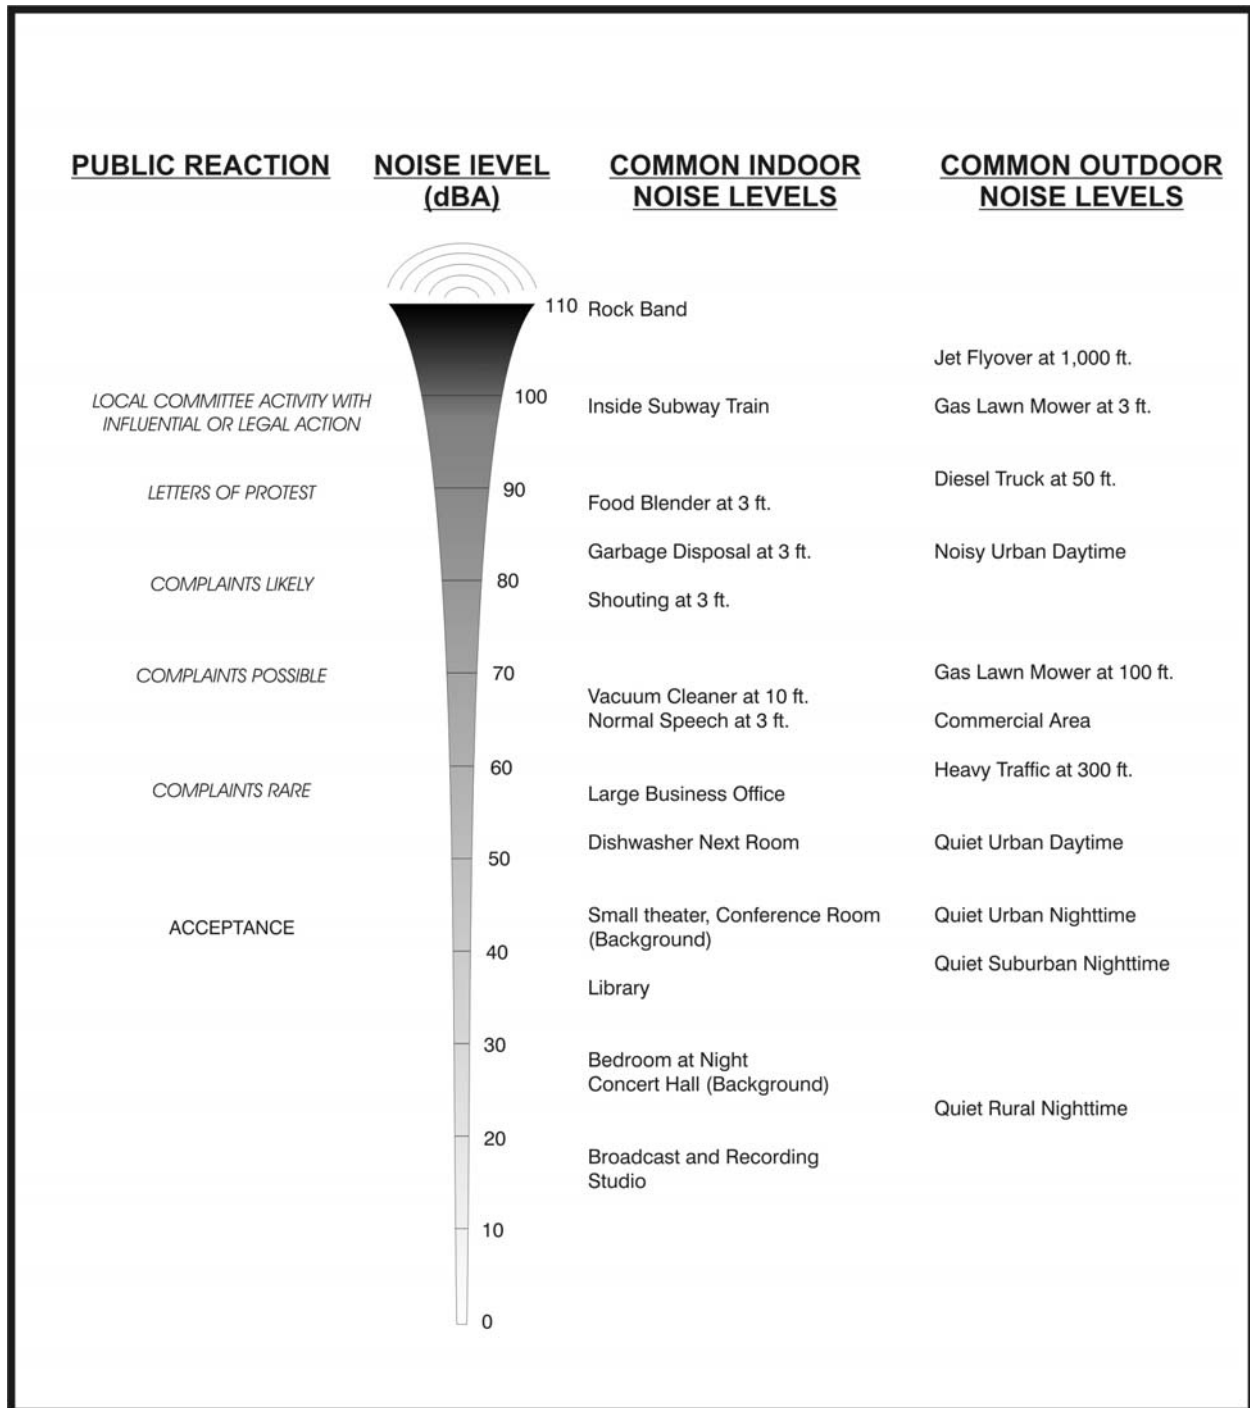 PUBLIC REACTION
NOISE lEVEL
(dBA)
COMMON INDOOR
NOISE LEVELS
COMMON OUTDOOR
NOISE LEVELS
110
Rock Band
Jet Flyover at 1,000 ft.
LOCAL COMMITTEE ACTIVITY WITH
INFLUENTIAL OR LEGAL ACTION
100
Inside Subway Train
Gas Lawn Mower at 3 ft.
LETTERS OF PROTEST
90
Diesel Truck at 50 ft.
Food Blender at 3 ft.
Garbage Disposal at 3 ft.
Noisy Urban Daytime
COMPLAINTS LIKELY
80
Shouting at 3 ft.
COMPLAINTS POSSIBLE
70
Gas Lawn Mower at 100 ft.
Vacuum Cleaner at 10 ft.
Normal Speech at 3 ft.
Commercial Area
60
Heavy Traffic at 300 ft.
COMPLAINTS RARE
Large Business Office
Dishwasher Next Room
Quiet Urban Daytime
50
ACCEPTANCE
Small theater, Conference Room
(Background)
Quiet Urban Nighttime
40
Quiet Suburban Nighttime
Library
30
Bedroom at Night
Concert Hall (Background)
Quiet Rural Nighttime
20
Broadcast and Recording
Studio
10
0